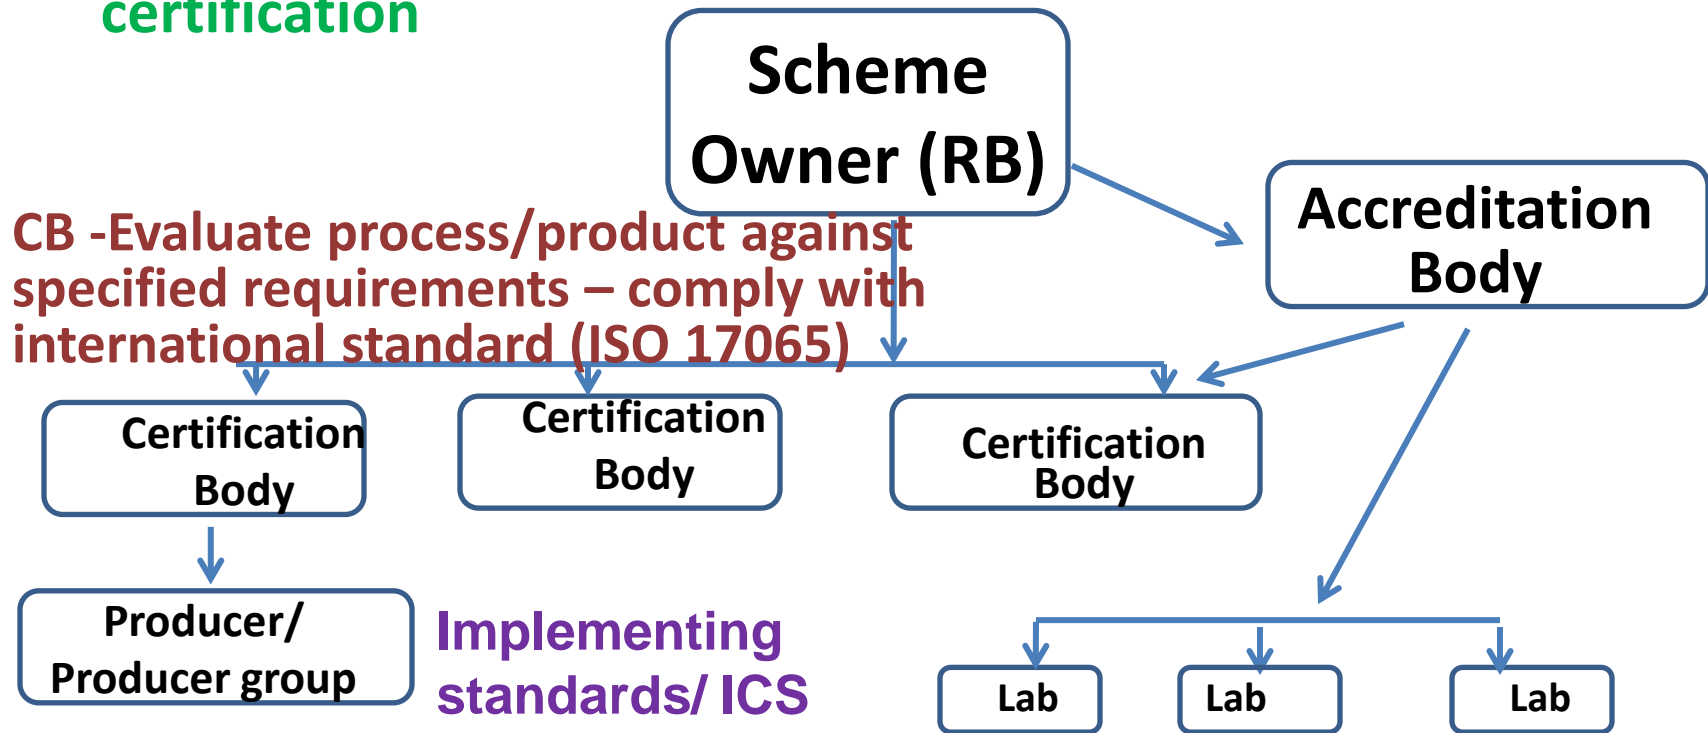 certification
Scheme
Owner (RB)
Accreditation
Body
CB -Evaluate process/product against
specified requirements – comply with
international standard (ISO 17065)
Certification
Body
Certification
Body
Certification
Body
Producer/
Producer group
Implementing
standards/ ICS
Lab
Lab
Lab